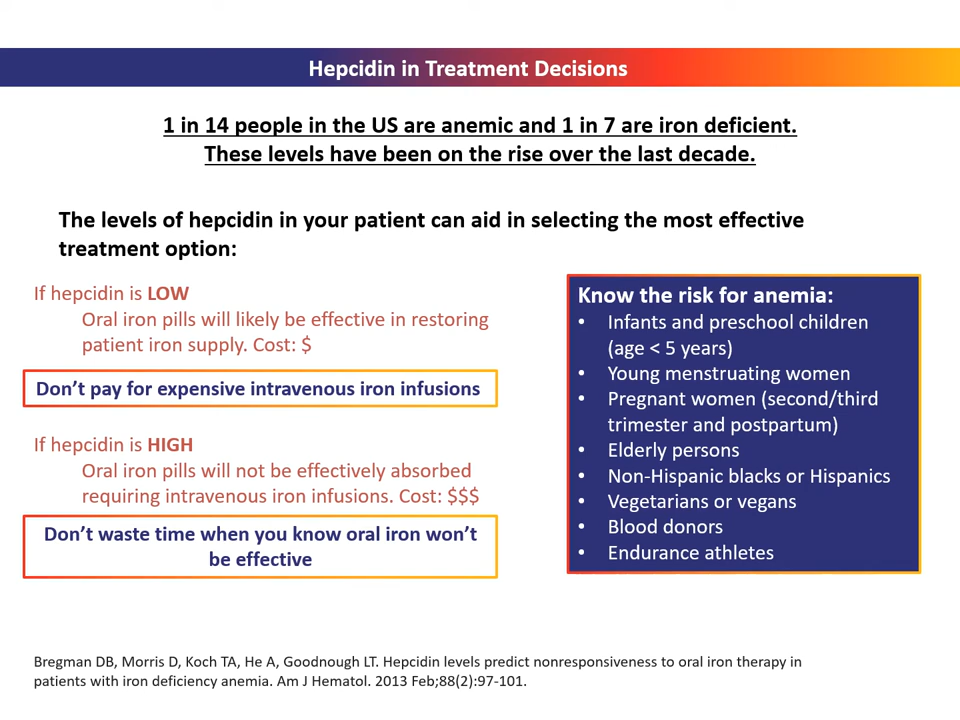 Hepcidin in Treatment Decisions
1 in 14 people in the US are anemic and 1 in 7 are iron deficient.
These levels have been on the rise over the last decade.
The levels of hepcidin in your patient can aid in selecting the most effective
treatment option:
If hepcidin is LOW
Oral iron pills will likely be effective in restoring
patient iron supply. Cost: $
Don’t pay for expensive intravenous iron infusions
If hepcidin is HIGH
Oral iron pills will not be effectively absorbed
requiring intravenous iron infusions. Cost: $$$
Don’t waste time when you know oral iron won’t
be effective
Know the risk for anemia:
• Infants and preschool children
(age < 5 years)
• Young menstruating women
• Pregnant women (second/third
trimester and postpartum)
• Elderly persons
• Non-Hispanic blacks or Hispanics
• Vegetarians or vegans
• Blood donors
• Endurance athletes
Bregman DB, Morris D, Koch TA, He A, Goodnough LT. Hepcidin levels predict nonresponsiveness to oral iron therapy in
patients with iron deficiency anemia. Am J Hematol. 2013 Feb;88(2):97-101.